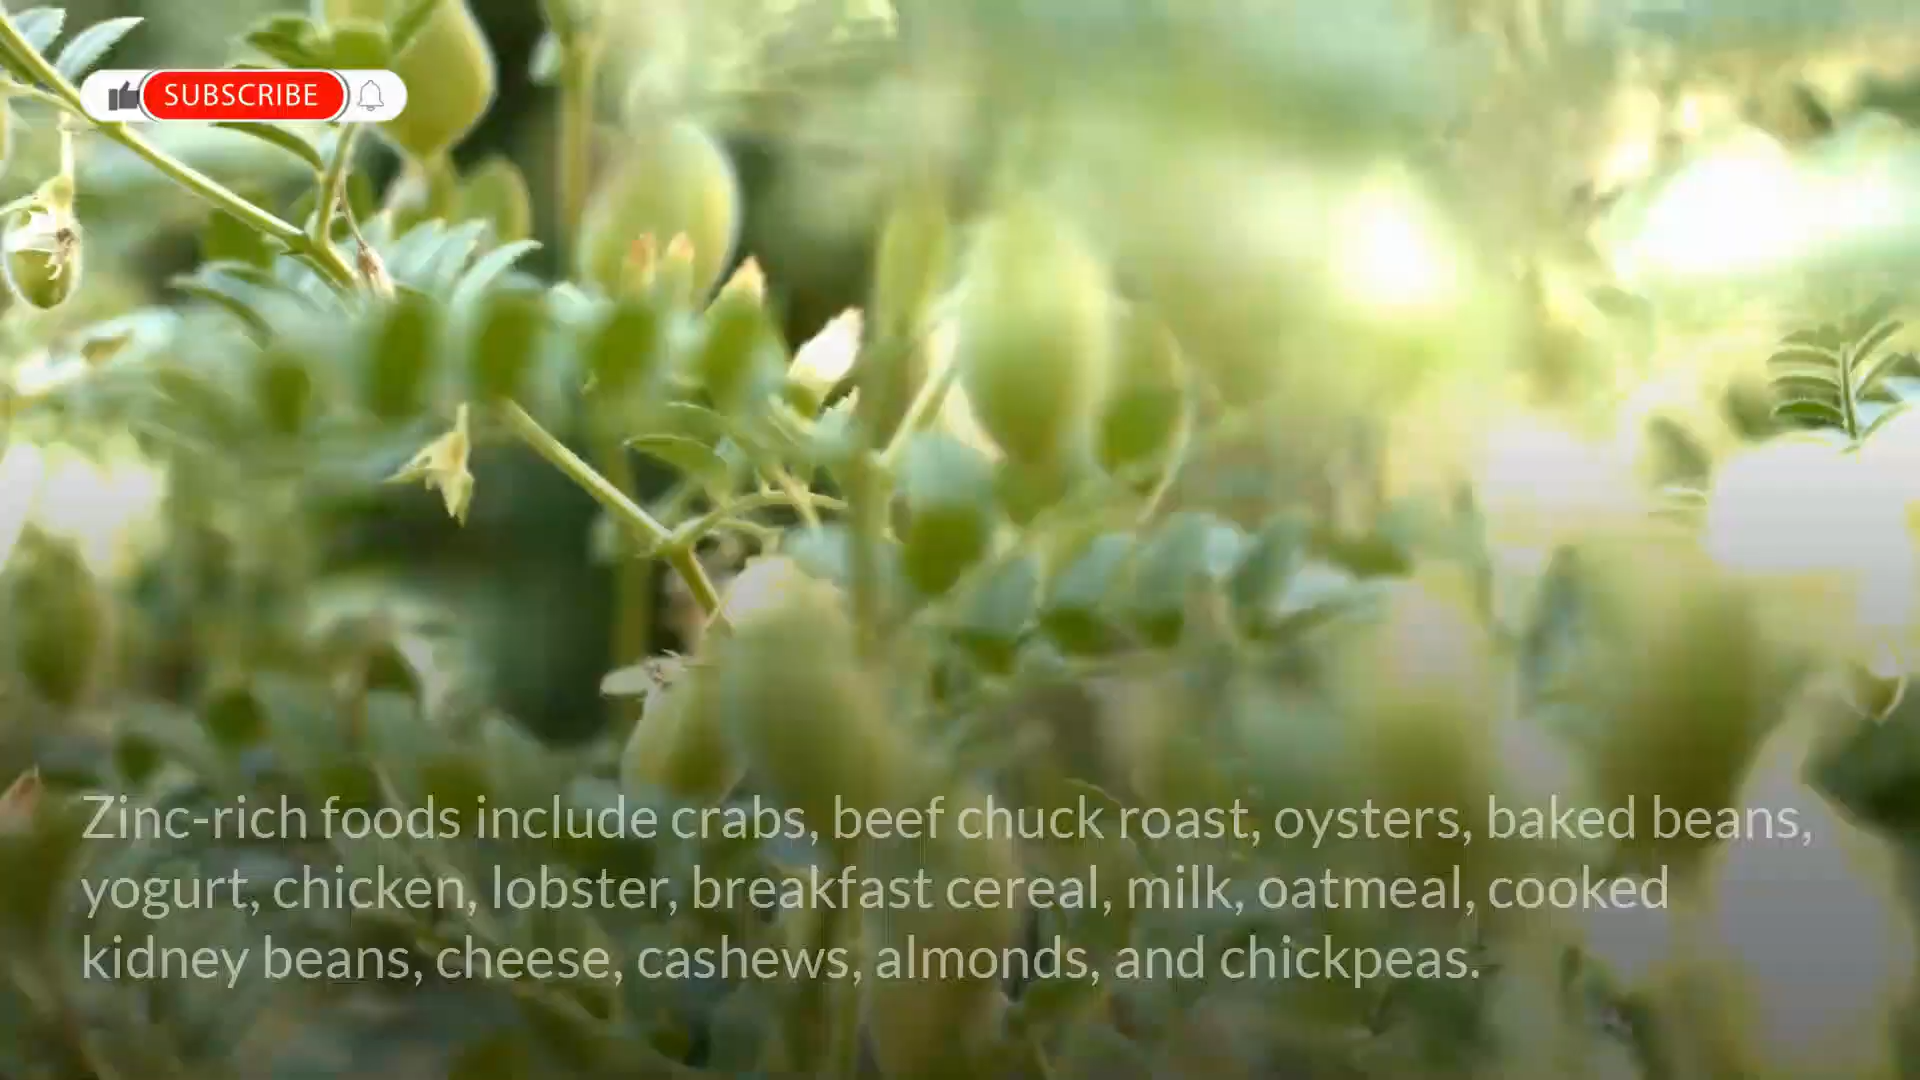 SUBSCRIBE
Zinc-rich foods include crabs, beef chuck roast, oysters, baked beans,
yogurt, chicken, lobster, breakfast cereal, milk, oatmeal, cooked
kidney beans, cheese, cashews, almonds, and chickpeas.